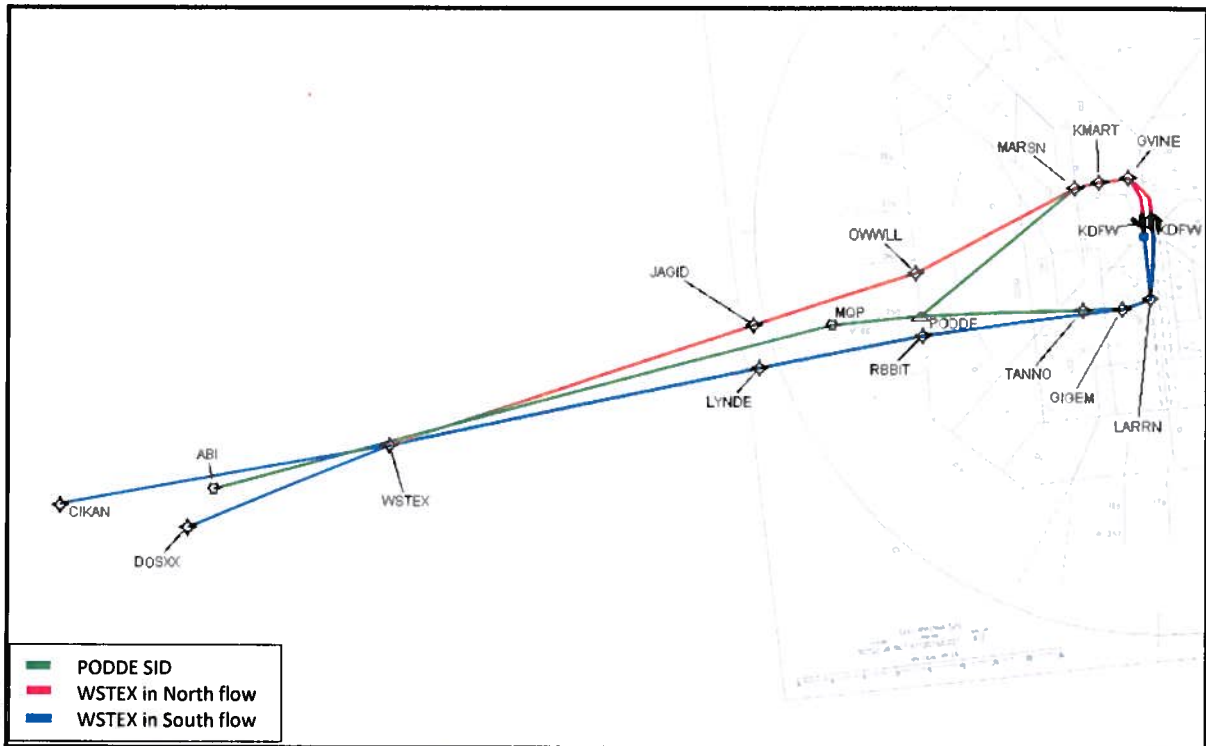 KMART
GVINE
MARSN
KDFW
KDFW
OWWLL
JAGID
MQP
PODDE
RBBIT
TANNO
GIGEM
LYNDE
LARRN
ABI
WSTEX
CIKAN
DOSXX
PODDE SID
WSTEX in North flow
WSTEX in South flow